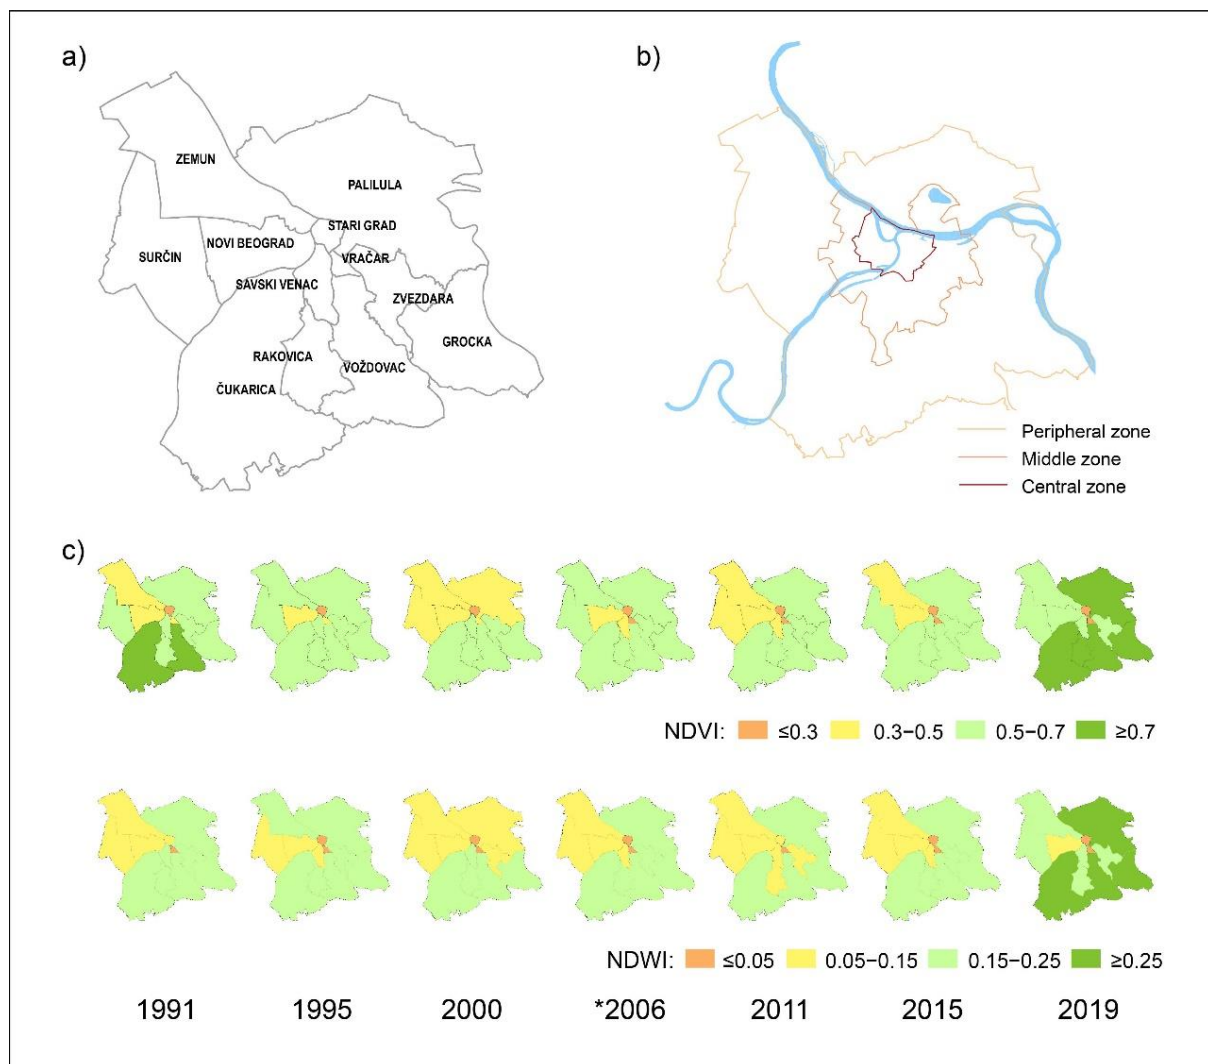 a)
ZEMUN
PALILULA
STARI GRAD
NOVI BEOGRAD
VRAČAR
SURČIN
SAVSKI VENAC
ZVEZDARA
GROCKA
RAKOVICA
VOŽDOVAC
ČUKARICA
b)
Peripheral zone
Middle zone
Central zone
c)
NDVI: ≤0.3 0.3−0.5 0.5−0.7 ≥0.7
NDWI: ≤0.05 0.05−0.15 0.15−0.25 ≥0.25
1991 1995 2000 *2006 2011 2015 2019